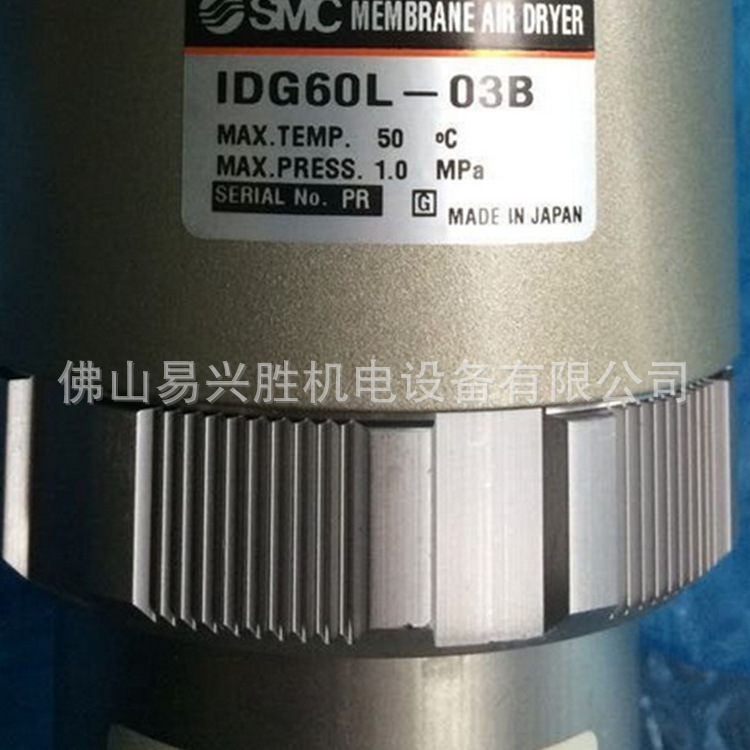 SMC MEMBRANE AIR DRYER
IDG60L-03B
MAX.TEMP. 50 °C
MAX.PRESS. 1.0 MPa
SERIAL No. PR G MADE IN JAPAN
佛山易兴胜机电设备有限公司